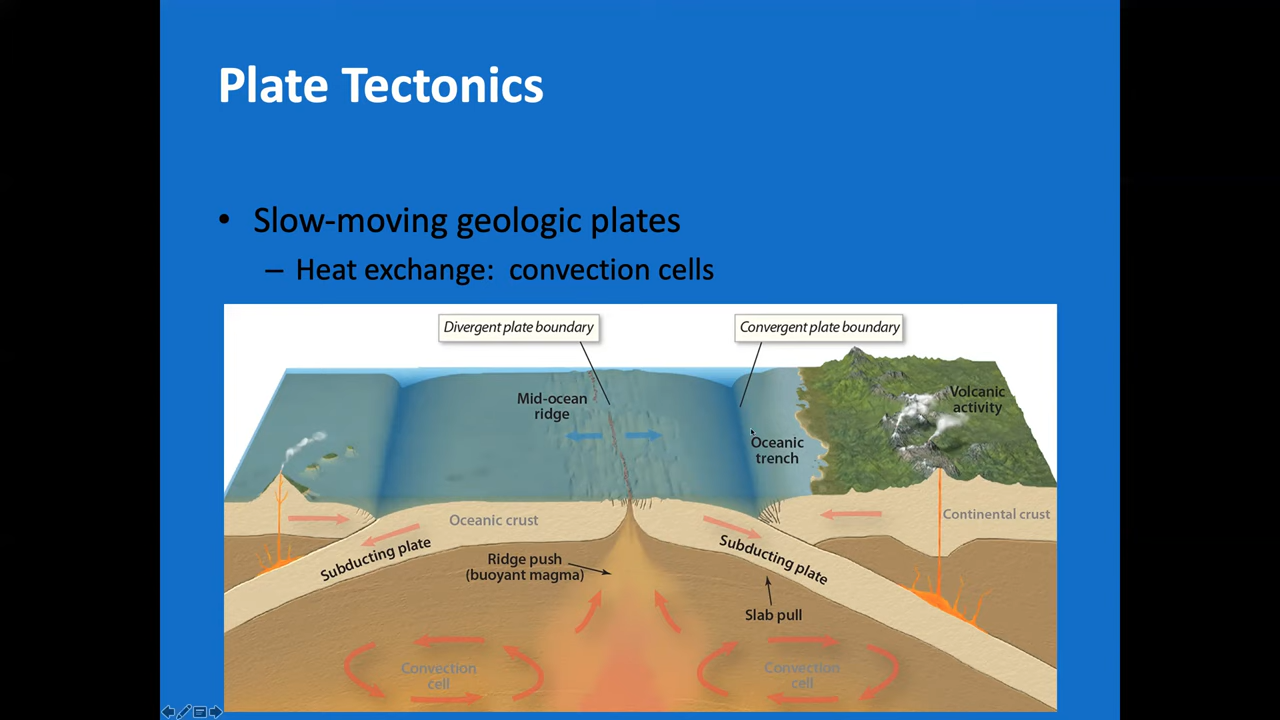 Plate Tectonics
• Slow-moving geologic plates
– Heat exchange: convection cells
Divergent plate boundary
Convergent plate boundary
Mid-ocean
ridge
Volcanic
activity
Oceanic
trench
Oceanic crust
Continental crust
Subducting plate
Subducting plate
Ridge push
(buoyant magma)
Slab pull
Convection
cell
Convection
cell